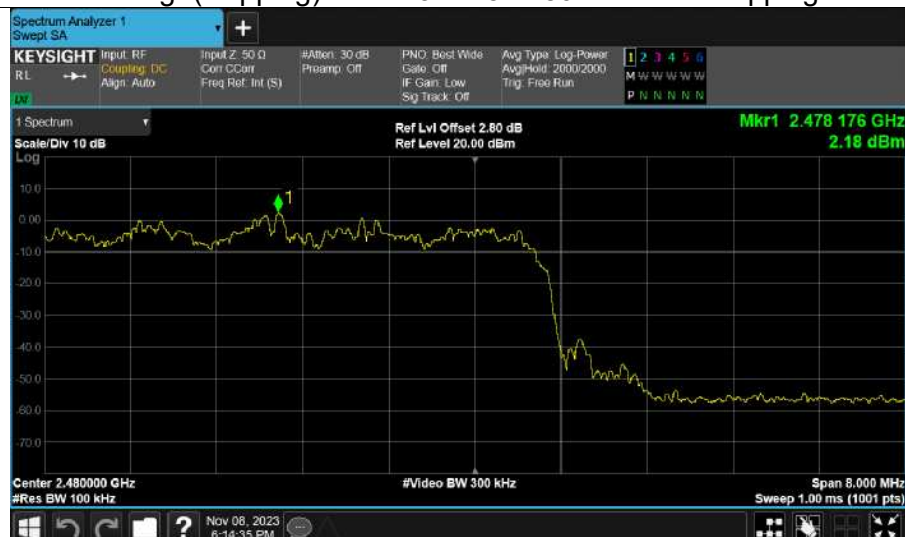 Spectrum Analyzer 1
Swept SA
+
KEYSIGHT Input: RF Input Z: 50 Ω #Atten: 30 dB PNO: Best Wide Avg Type: Log-Power 1 2 3 4 5 6
RL Coupling: DC Corr CCorr Preamp: Off Gate: Off Avg|Hold: 2000/2000 M W W W W W
Align: Auto Freq Ref: Int (S) IF Gain: Low Trig: Free Run
Sig Track: Off P N N N N N
1 Spectrum Ref Lvl Offset 2.80 dB Mkr1 2.478 176 GHz
Scale/Div 10 dB Ref Level 20.00 dBm 2.18 dBm
Log
10.0
1
0.00
-10.0
-20.0
-30.0
-40.0
-50.0
-60.0
-70.0
Center 2.480000 GHz #Video BW 300 kHz Span 8.000 MHz
#Res BW 100 kHz Sweep 1.00 ms (1001 pts)
? Nov 08, 2023
6:14:35 PM